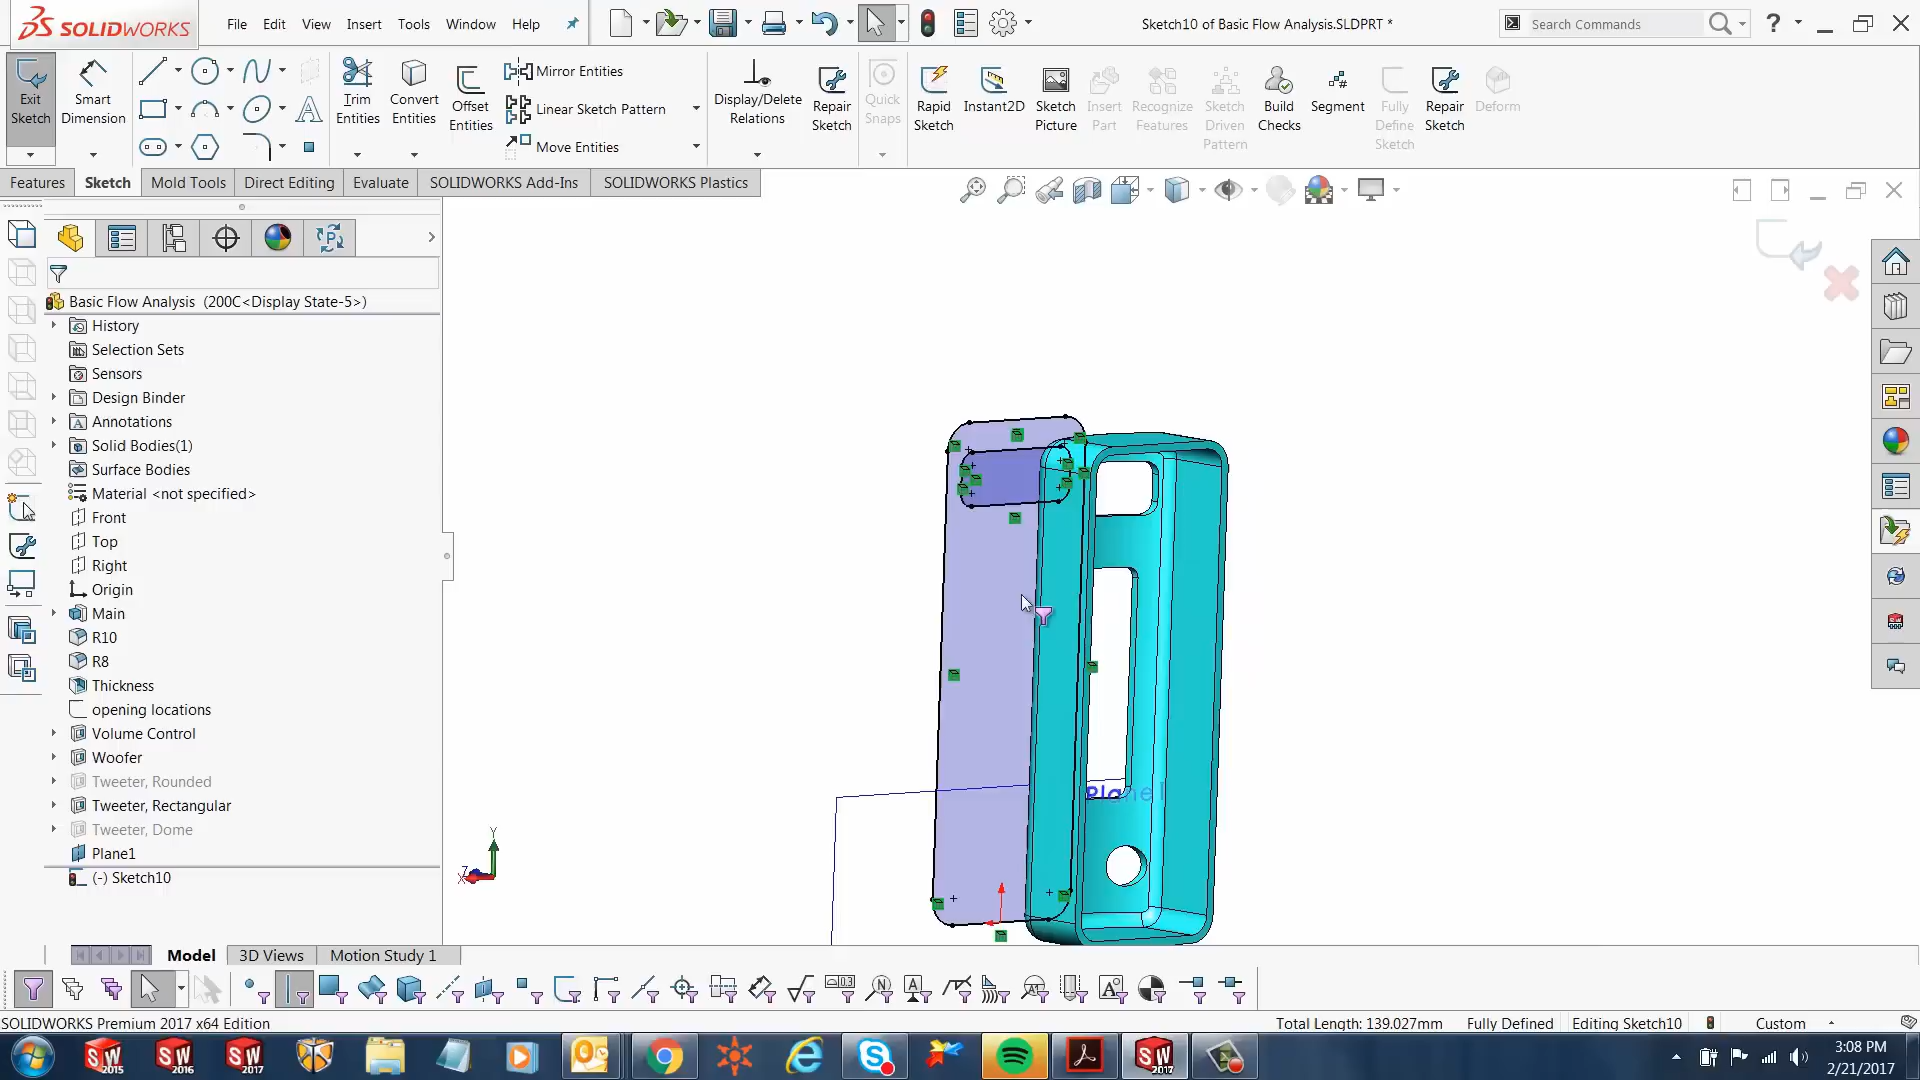 SOLIDWORKS
File Edit View Insert Tools Window Help
Sketch10 of Basic Flow Analysis.SLDPRT *
Search Commands
Exit Sketch
Smart Dimension
Trim Entities
Convert Entities
Offset Entities
Mirror Entities
Linear Sketch Pattern
Move Entities
Display/Delete Relations
Repair Sketch
Quick Snaps
Rapid Sketch
Instant2D
Sketch Picture
Insert Part
Recognize Features
Sketch Driven Pattern
Build Checks
Segment
Fully Define Sketch
Repair Sketch
Deform
Features Sketch Mold Tools Direct Editing Evaluate SOLIDWORKS Add-Ins SOLIDWORKS Plastics
Basic Flow Analysis (200C<Display State-5>)
History
Selection Sets
Sensors
Design Binder
Annotations
Solid Bodies(1)
Surface Bodies
Material <not specified>
Front
Top
Right
Origin
Main
R10
R8
Thickness
opening locations
Volume Control
Woofer
Tweeter, Rounded
Tweeter, Rectangular
Tweeter, Dome
Plane1
(-) Sketch10
Plane1
Y
Z
X
Model 3D Views Motion Study 1
SOLIDWORKS Premium 2017 x64 Edition
Total Length: 139.027mm Fully Defined Editing Sketch10 Custom
SW 2015
SW 2016
SW 2017
SW 2017
3:08 PM
2/21/2017